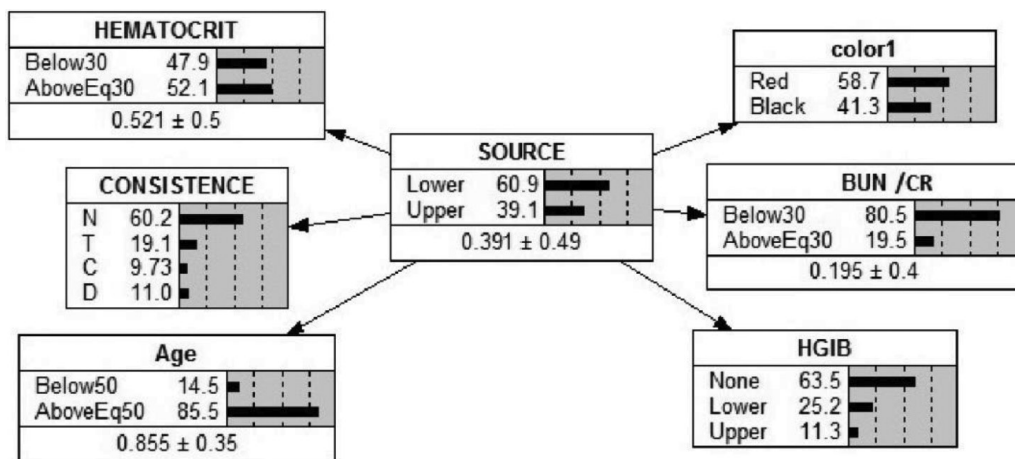 HEMATOCRIT
Below30 47.9
AboveEq30 52.1
0.521 ± 0.5
color1
Red 58.7
Black 41.3
SOURCE
Lower 60.9
Upper 39.1
0.391 ± 0.49
CONSISTENCE
N 60.2
T 19.1
C 9.73
D 11.0
BUN /CR
Below30 80.5
AboveEq30 19.5
0.195 ± 0.4
Age
Below50 14.5
AboveEq50 85.5
0.855 ± 0.35
HGIB
None 63.5
Lower 25.2
Upper 11.3